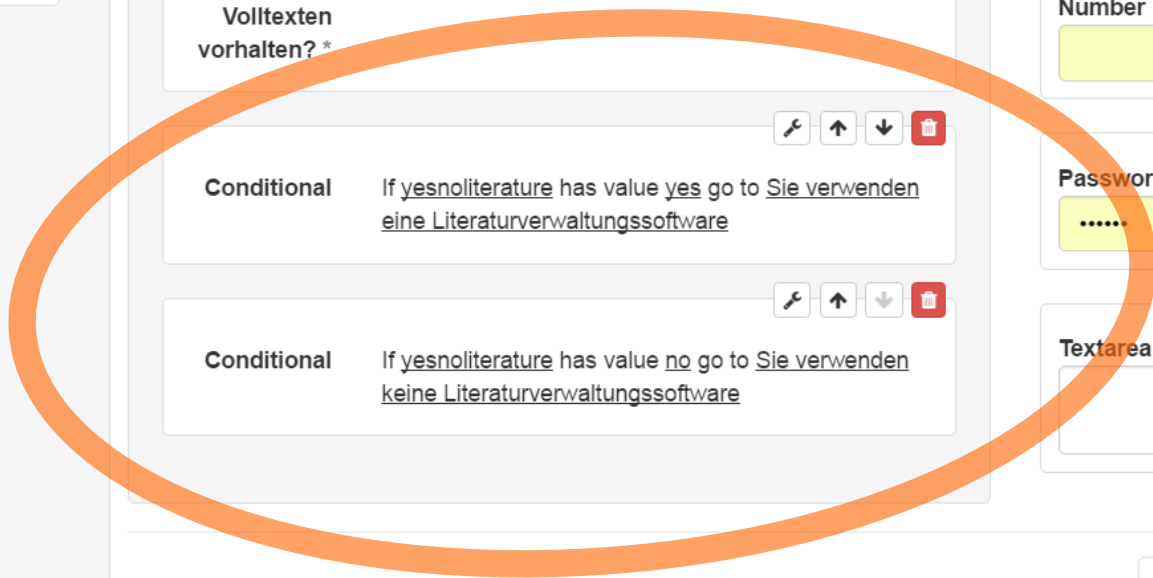 Volltexten
vorhalten? *
Conditional
If yesnoliterature has value yes go to Sie verwenden
eine Literaturverwaltungssoftware
Conditional
If yesnoliterature has value no go to Sie verwenden
keine Literaturverwaltungssoftware
Number
Passwor
••••••
Textarea